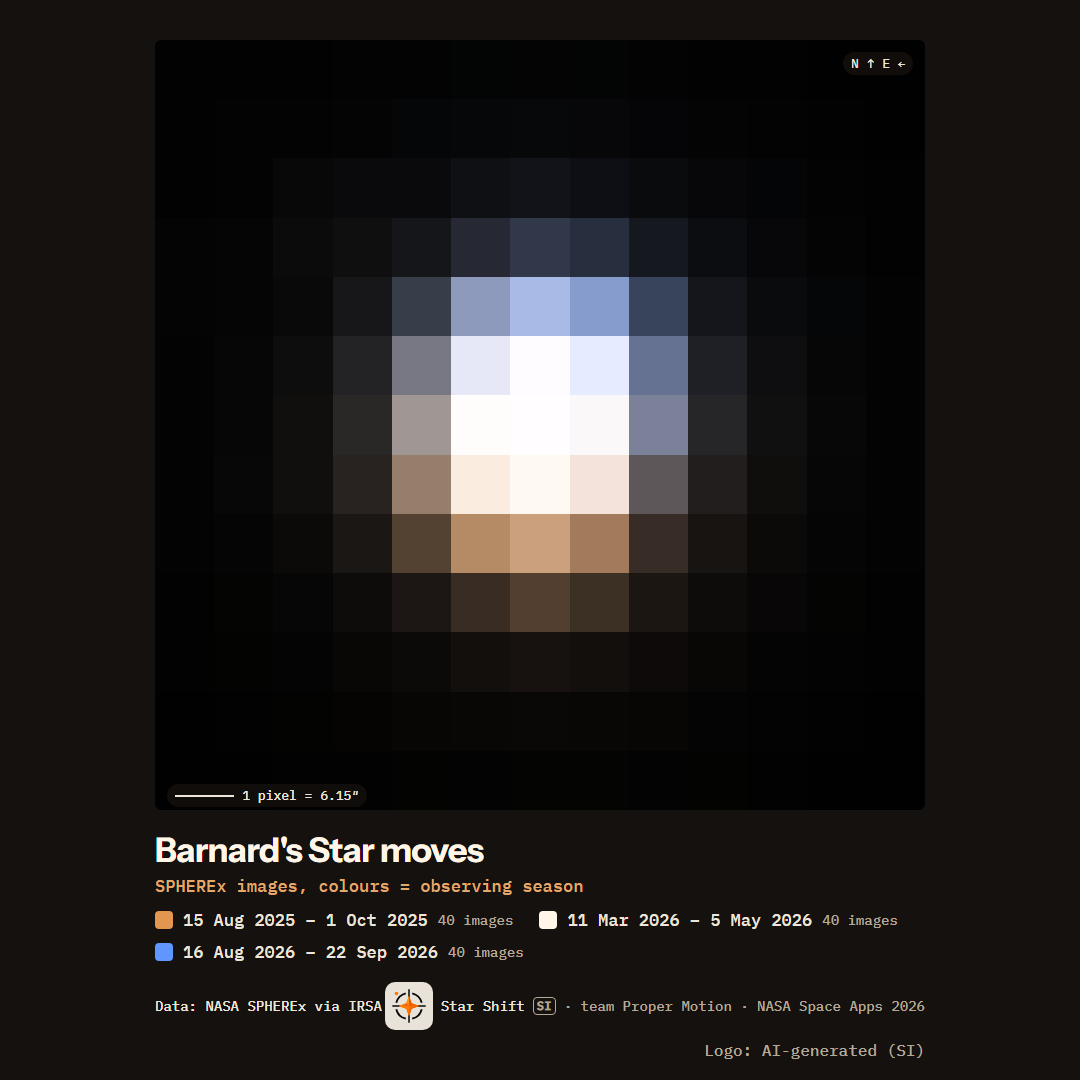 N ↑ E ←
1 pixel = 6.15″
Barnard's Star moves
SPHEREx images, colours = observing season
15 Aug 2025 – 1 Oct 2025 40 images 11 Mar 2026 – 5 May 2026 40 images
16 Aug 2026 – 22 Sep 2026 40 images
Data: NASA SPHEREx via IRSA Star Shift SI · team Proper Motion · NASA Space Apps 2026
Logo: AI-generated (SI)